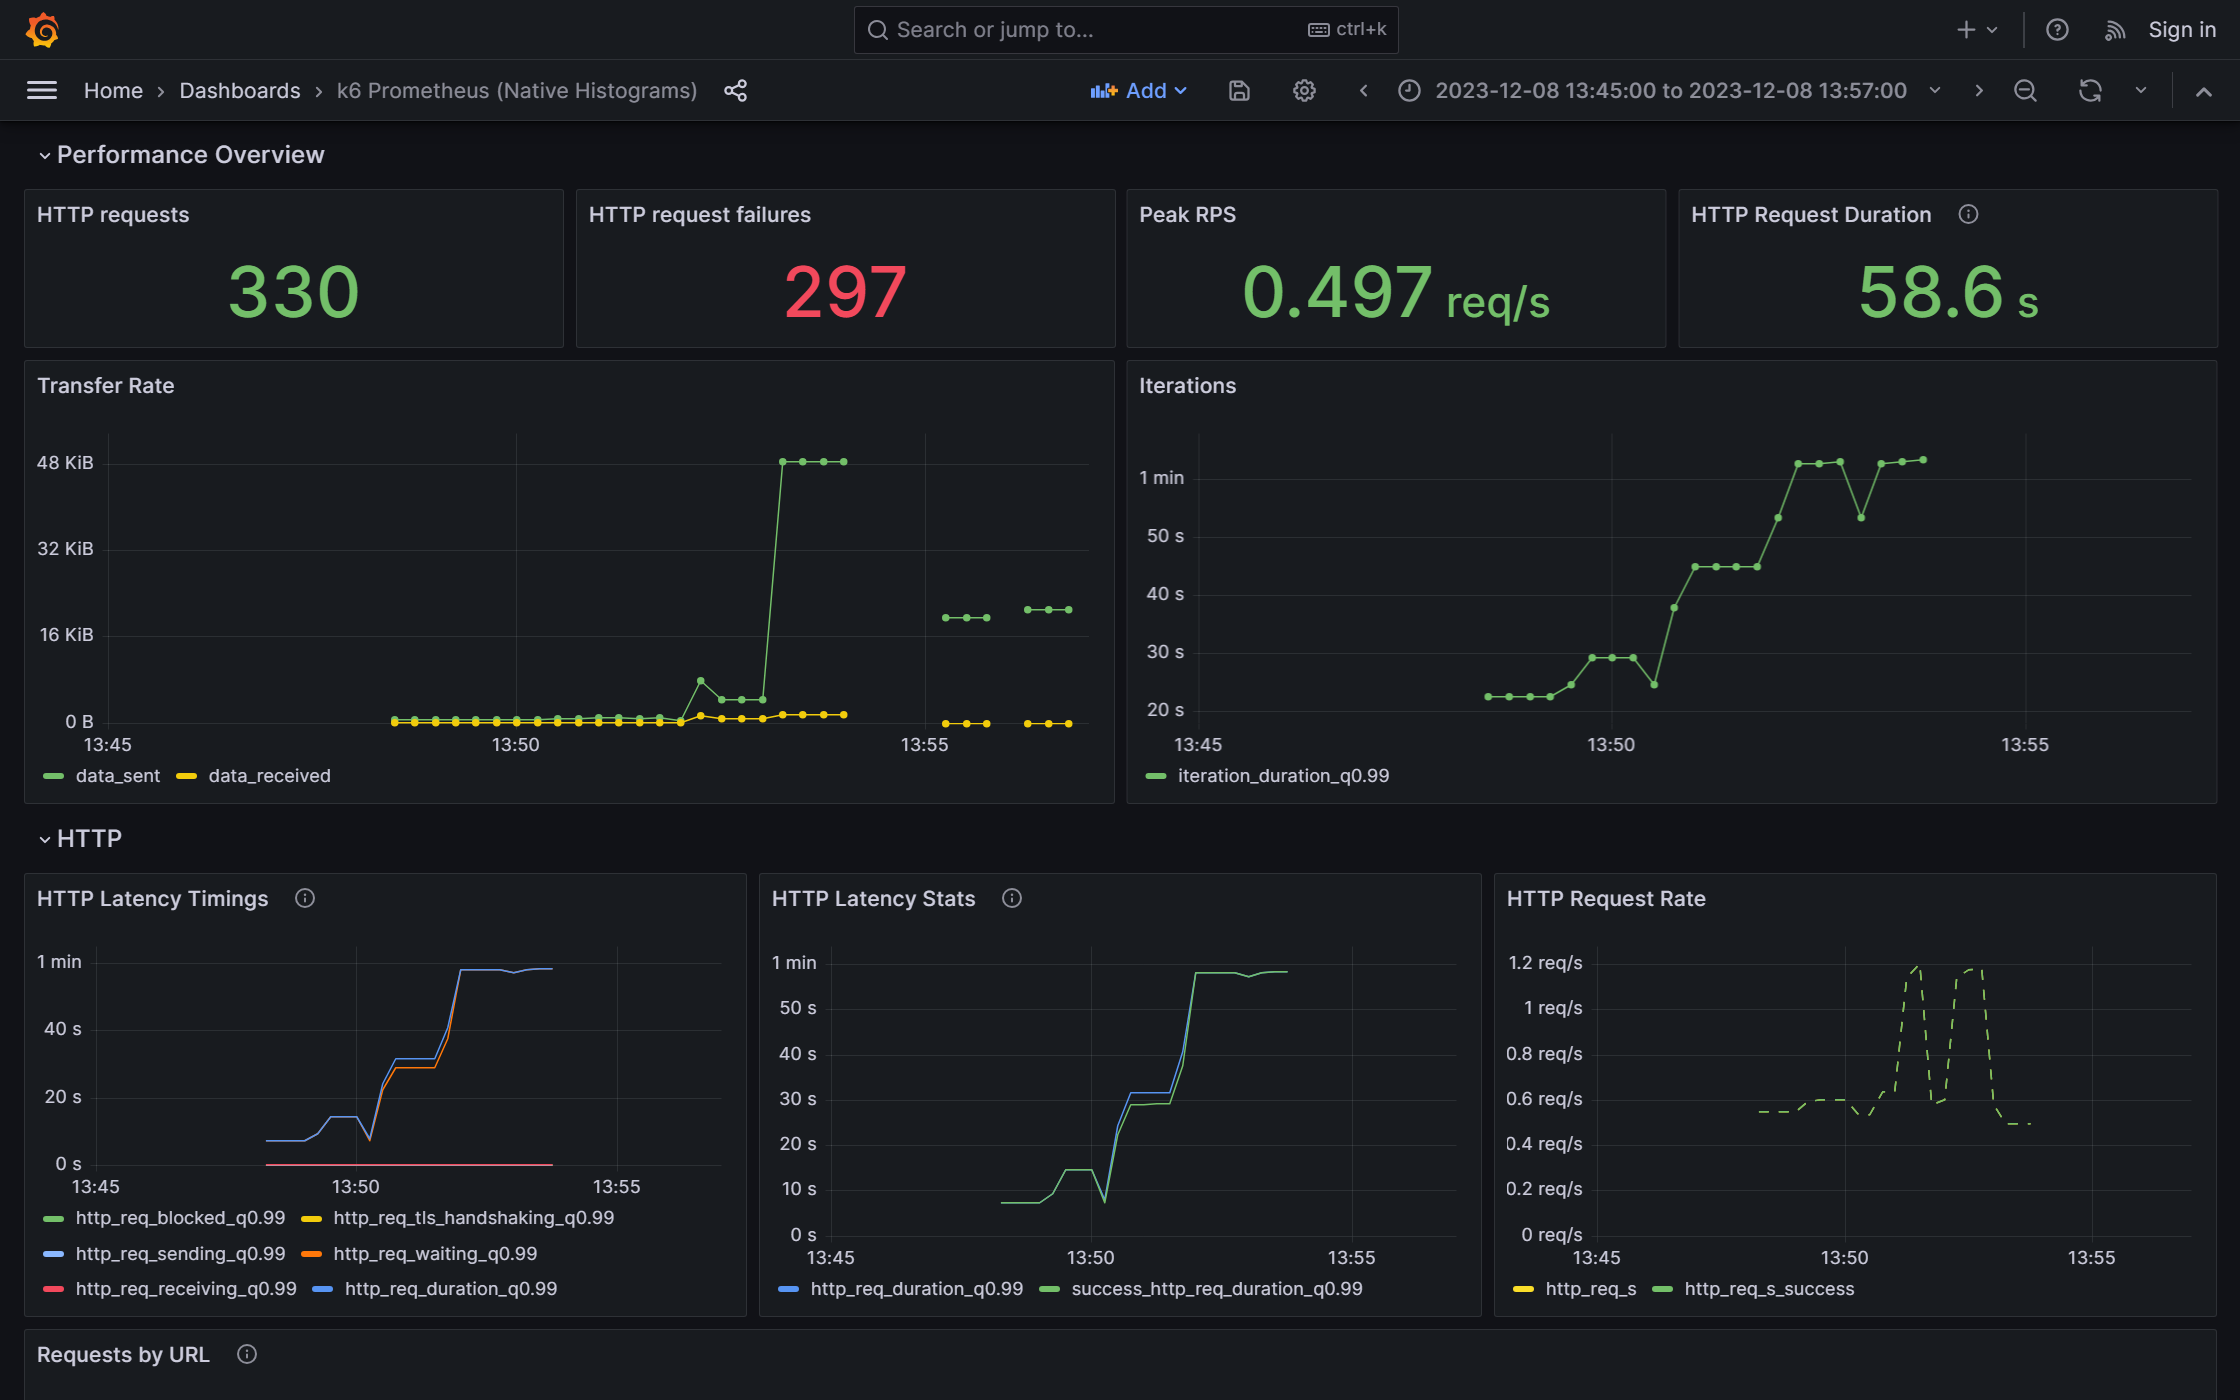 Search or jump to... ctrl+k Sign in
Home › Dashboards › k6 Prometheus (Native Histograms) Add 2023-12-08 13:45:00 to 2023-12-08 13:57:00
Performance Overview
HTTP requests
330
HTTP request failures
297
Peak RPS
0.497 req/s
HTTP Request Duration
58.6 s
Transfer Rate
48 KiB
32 KiB
16 KiB
0 B
13:45 13:50 13:55
data_sent data_received
Iterations
1 min
50 s
40 s
30 s
20 s
13:45 13:50 13:55
iteration_duration_q0.99
HTTP
HTTP Latency Timings
1 min
40 s
20 s
0 s
13:45 13:50 13:55
http_req_blocked_q0.99 http_req_tls_handshaking_q0.99
http_req_sending_q0.99 http_req_waiting_q0.99
http_req_receiving_q0.99 http_req_duration_q0.99
HTTP Latency Stats
1 min
50 s
40 s
30 s
20 s
10 s
0 s
13:45 13:50 13:55
http_req_duration_q0.99 success_http_req_duration_q0.99
HTTP Request Rate
1.2 req/s
1 req/s
0.8 req/s
0.6 req/s
0.4 req/s
0.2 req/s
0 req/s
13:45 13:50 13:55
http_req_s http_req_s_success
Requests by URL